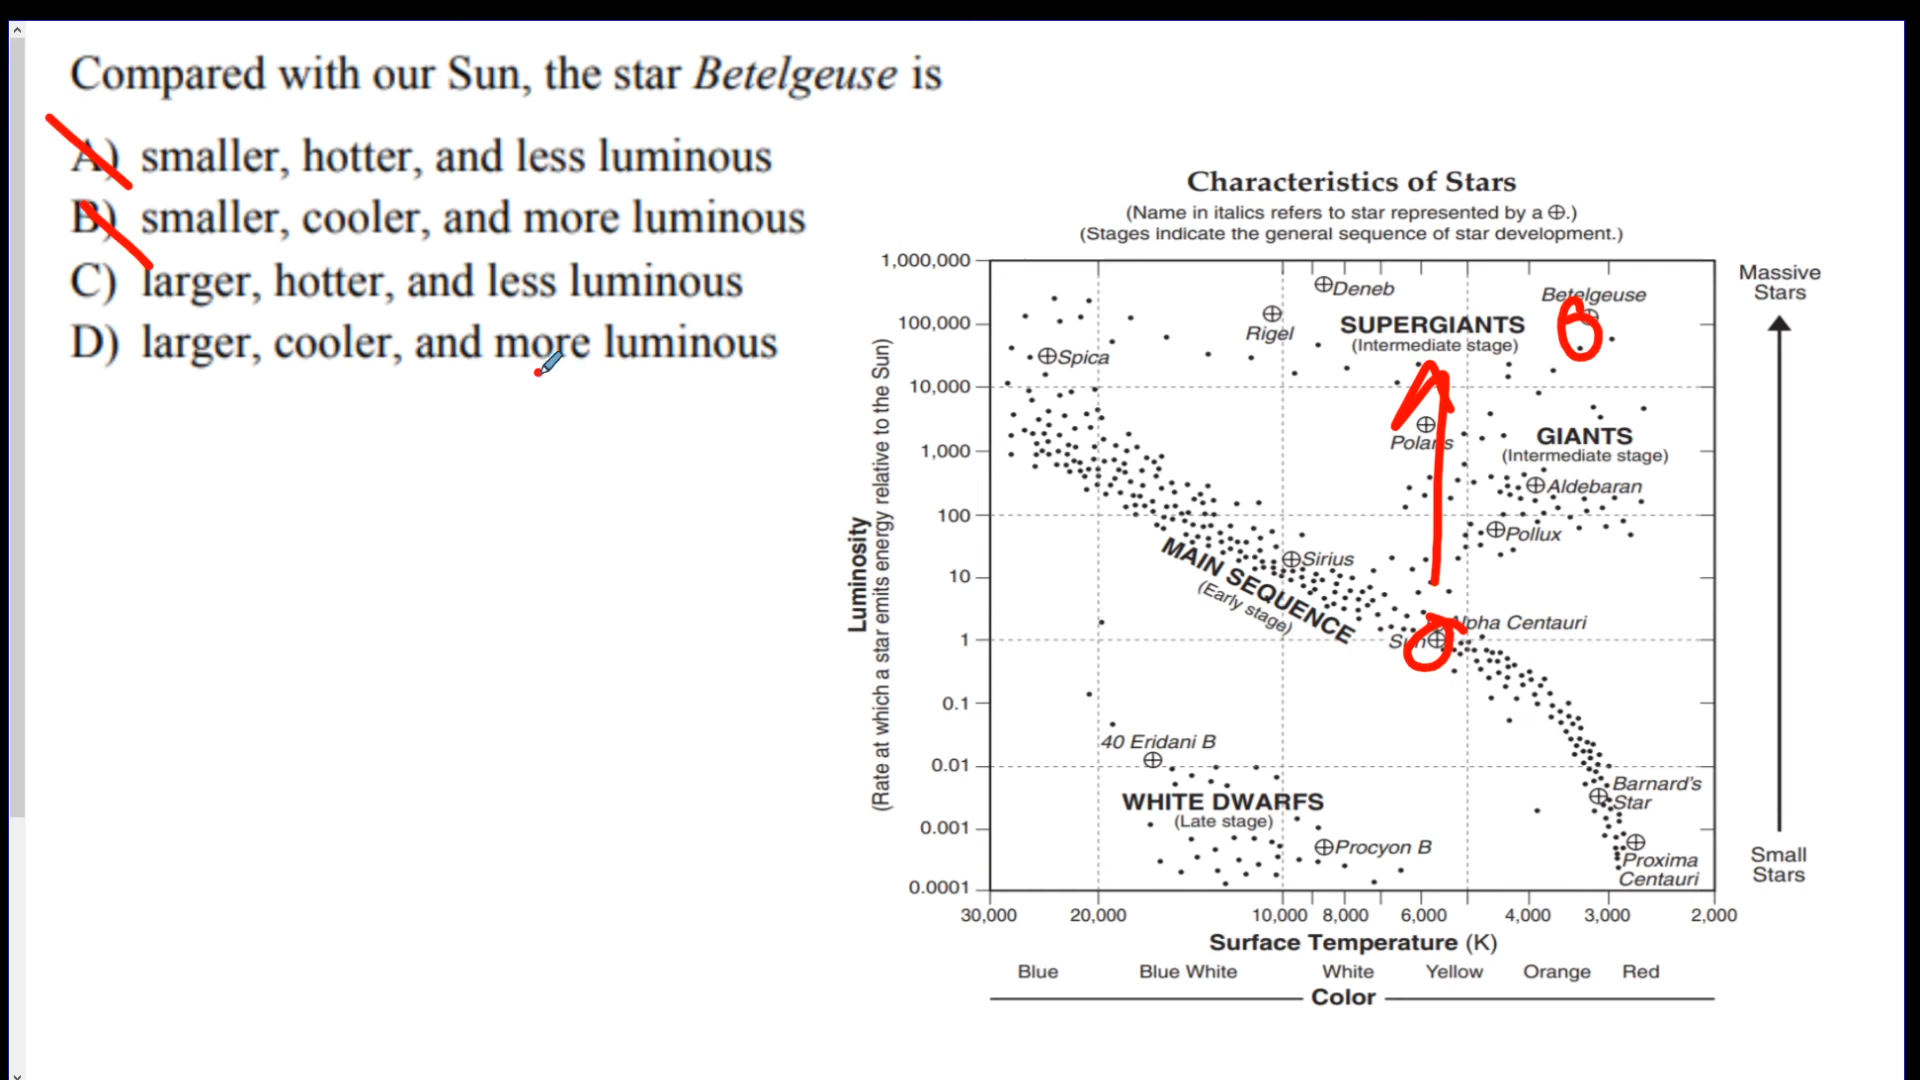 Compared with our Sun, the star Betelgeuse is
A) smaller, hotter, and less luminous
B) smaller, cooler, and more luminous
C) larger, hotter, and less luminous
D) larger, cooler, and more luminous
Characteristics of Stars
(Name in italics refers to star represented by a ⊕.)
(Stages indicate the general sequence of star development.)
Luminosity
(Rate at which a star emits energy relative to the Sun)
1,000,000
100,000
10,000
1,000
100
10
1
0.1
0.01
0.001
0.0001
Deneb
Betelgeuse
Rigel
SUPERGIANTS
(Intermediate stage)
Spica
Polaris
GIANTS
(Intermediate stage)
Aldebaran
Pollux
Sirius
MAIN SEQUENCE
(Early stage)
Alpha Centauri
Sun
40 Eridani B
WHITE DWARFS
(Late stage)
Procyon B
Barnard's
Star
Proxima
Centauri
Massive
Stars
Small
Stars
30,000 20,000 10,000 8,000 6,000 4,000 3,000 2,000
Surface Temperature (K)
Blue Blue White White Yellow Orange Red
Color